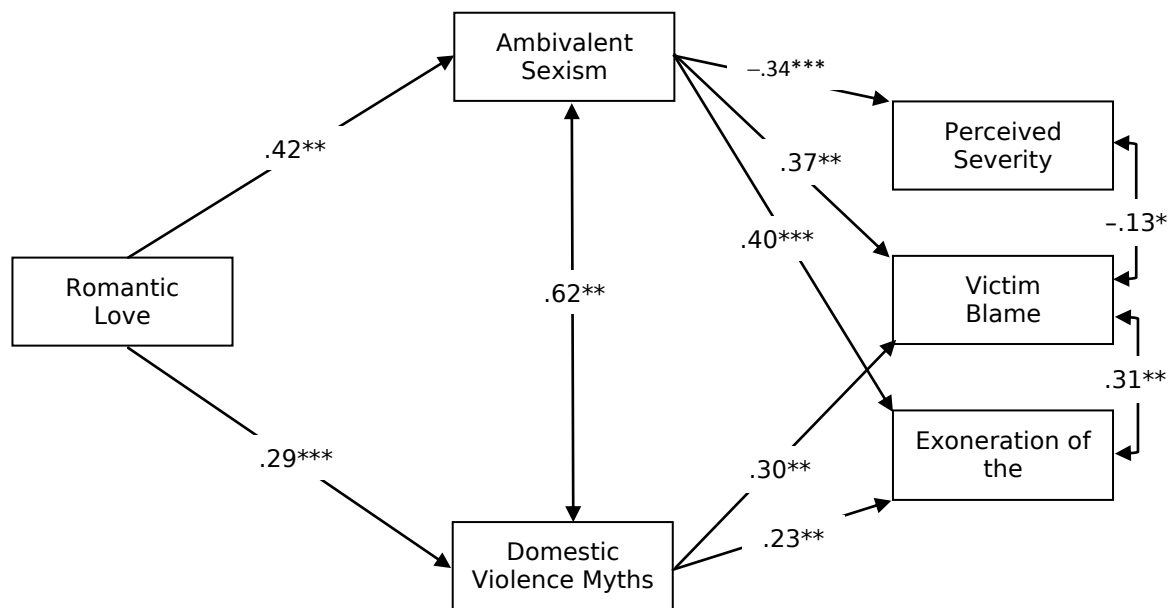 Ambivalent
Sexism
–.34***
Perceived
Severity
.42**
.37**
–.13*
.40***
Romantic
Love
.62**
Victim
Blame
.31**
.29***
.30**
Exoneration of
the
.23**
Domestic
Violence Myths